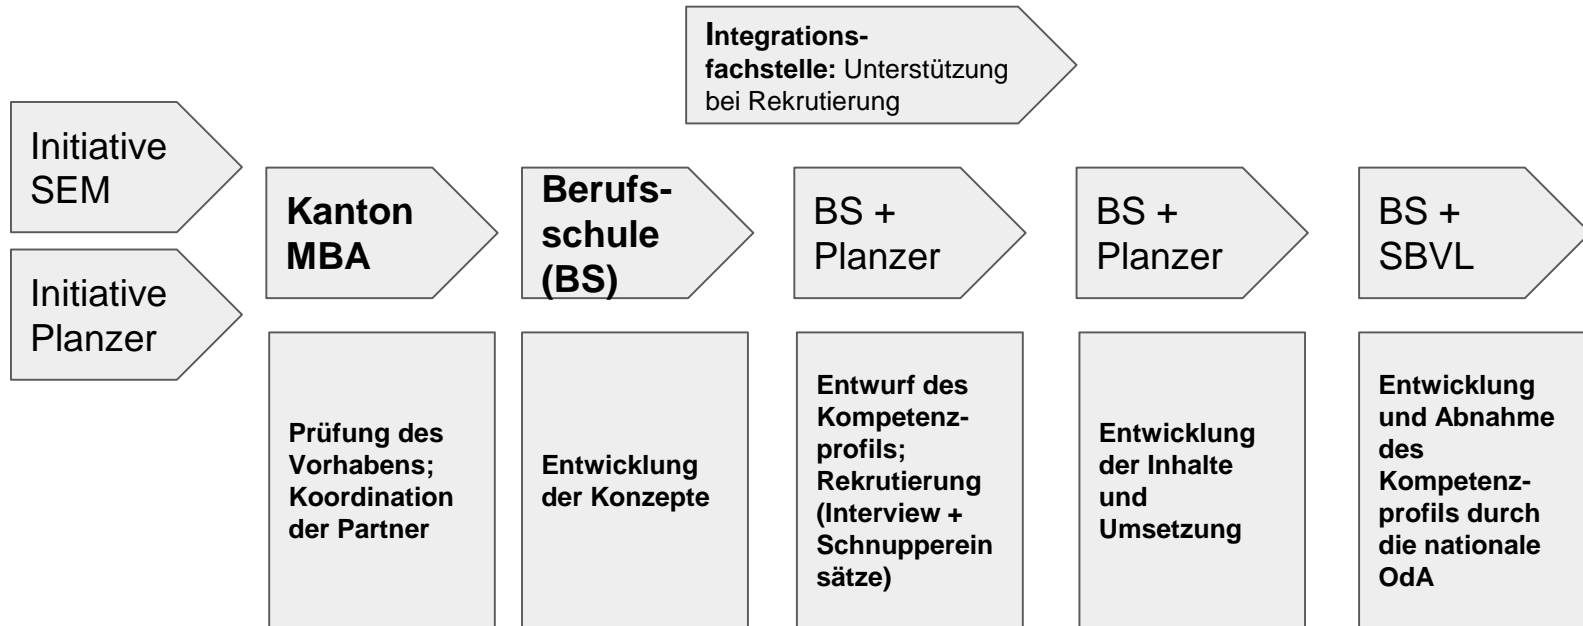 Integrations-
fachstelle: Unterstützung
bei Rekrutierung
Initiative
SEM
Initiative
Planzer
Kanton
MBA
Berufs-
schule
(BS)
BS +
Planzer
BS +
Planzer
BS +
SBVL
Prüfung des
Vorhabens;
Koordination
der Partner
Entwicklung
der Konzepte
Entwurf des
Kompetenz-
profils;
Rekrutierung
(Interview +
Schnupperein
sätze)
Entwicklung
der Inhalte
und
Umsetzung
Entwicklung
und Abnahme
des
Kompetenz-
profils durch
die nationale
OdA